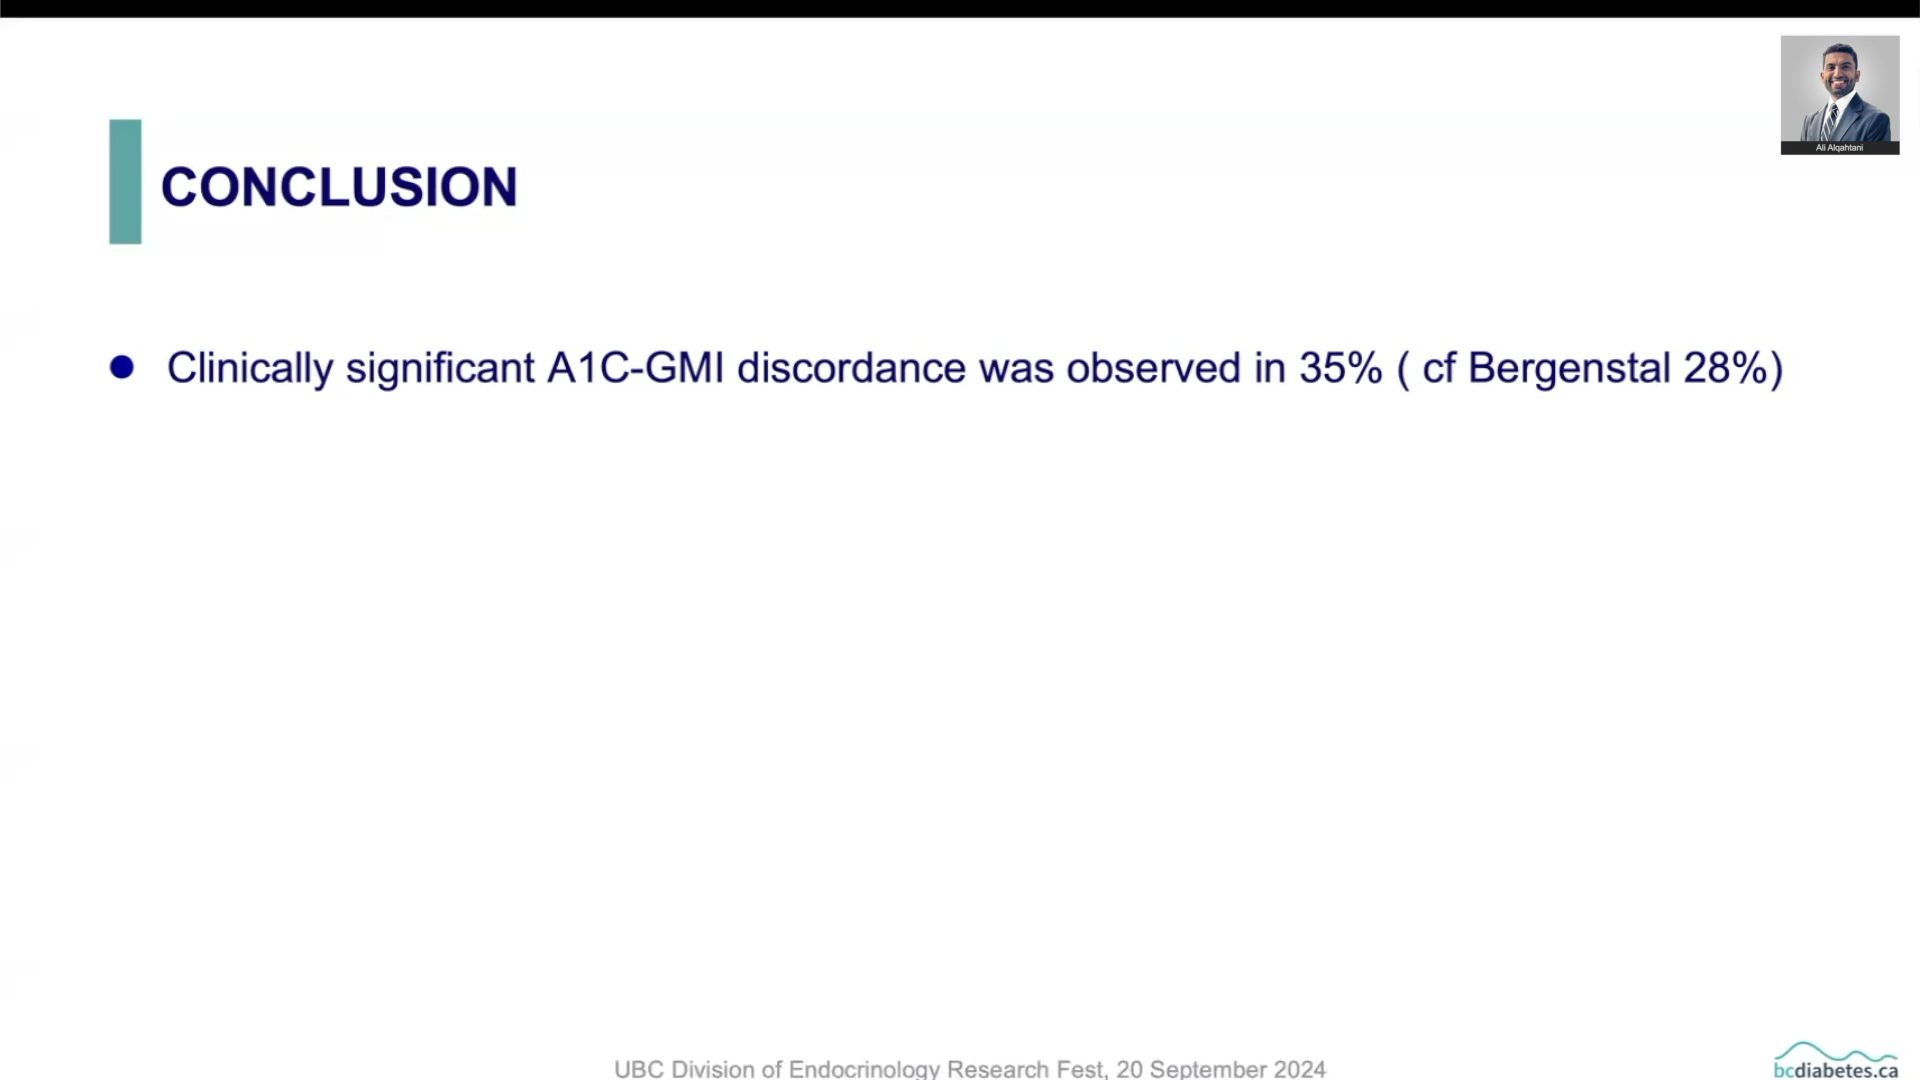 Ali Alqahtani
CONCLUSION
● Clinically significant A1C-GMI discordance was observed in 35% ( cf Bergenstal 28%)
UBC Division of Endocrinology Research Fest, 20 September 2024
bcdiabetes.ca